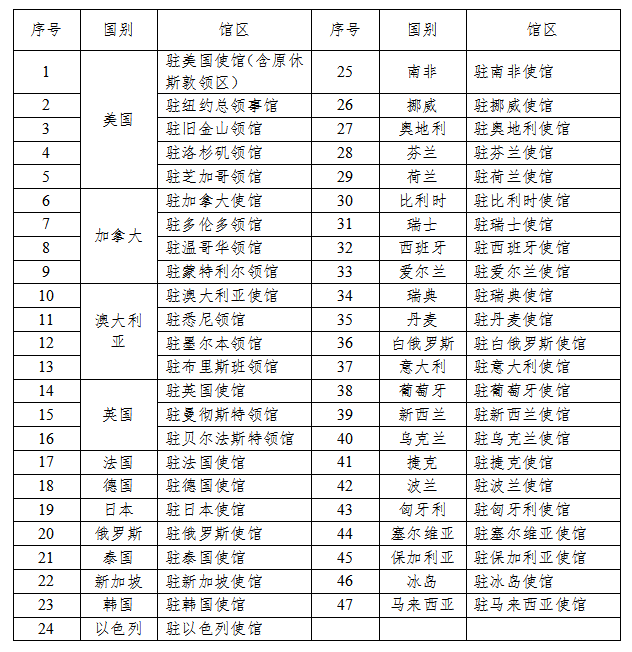 序号 国别 馆区 序号 国别 馆区
1 美国 驻美国使馆(含原休斯敦领区) 25 南非 驻南非使馆
2 驻纽约总领事馆 26 挪威 驻挪威使馆
3 驻旧金山领馆 27 奥地利 驻奥地利使馆
4 驻洛杉矶领馆 28 芬兰 驻芬兰使馆
5 驻芝加哥领馆 29 荷兰 驻荷兰使馆
6 加拿大 驻加拿大使馆 30 比利时 驻比利时使馆
7 驻多伦多领馆 31 瑞士 驻瑞士使馆
8 驻温哥华领馆 32 西班牙 驻西班牙使馆
9 驻蒙特利尔领馆 33 爱尔兰 驻爱尔兰使馆
10 澳大利亚 驻澳大利亚使馆 34 瑞典 驻瑞典使馆
11 驻悉尼领馆 35 丹麦 驻丹麦使馆
12 驻墨尔本领馆 36 白俄罗斯 驻白俄罗斯使馆
13 驻布里斯班领馆 37 意大利 驻意大利使馆
14 英国 驻英国使馆 38 葡萄牙 驻葡萄牙使馆
15 驻曼彻斯特领馆 39 新西兰 驻新西兰使馆
16 驻贝尔法斯特领馆 40 乌克兰 驻乌克兰使馆
17 法国 驻法国使馆 41 捷克 驻捷克使馆
18 德国 驻德国使馆 42 波兰 驻波兰使馆
19 日本 驻日本使馆 43 匈牙利 驻匈牙利使馆
20 俄罗斯 驻俄罗斯使馆 44 塞尔维亚 驻塞尔维亚使馆
21 泰国 驻泰国使馆 45 保加利亚 驻保加利亚使馆
22 新加坡 驻新加坡使馆 46 冰岛 驻冰岛使馆
23 韩国 驻韩国使馆 47 马来西亚 驻马来西亚使馆
24 以色列 驻以色列使馆